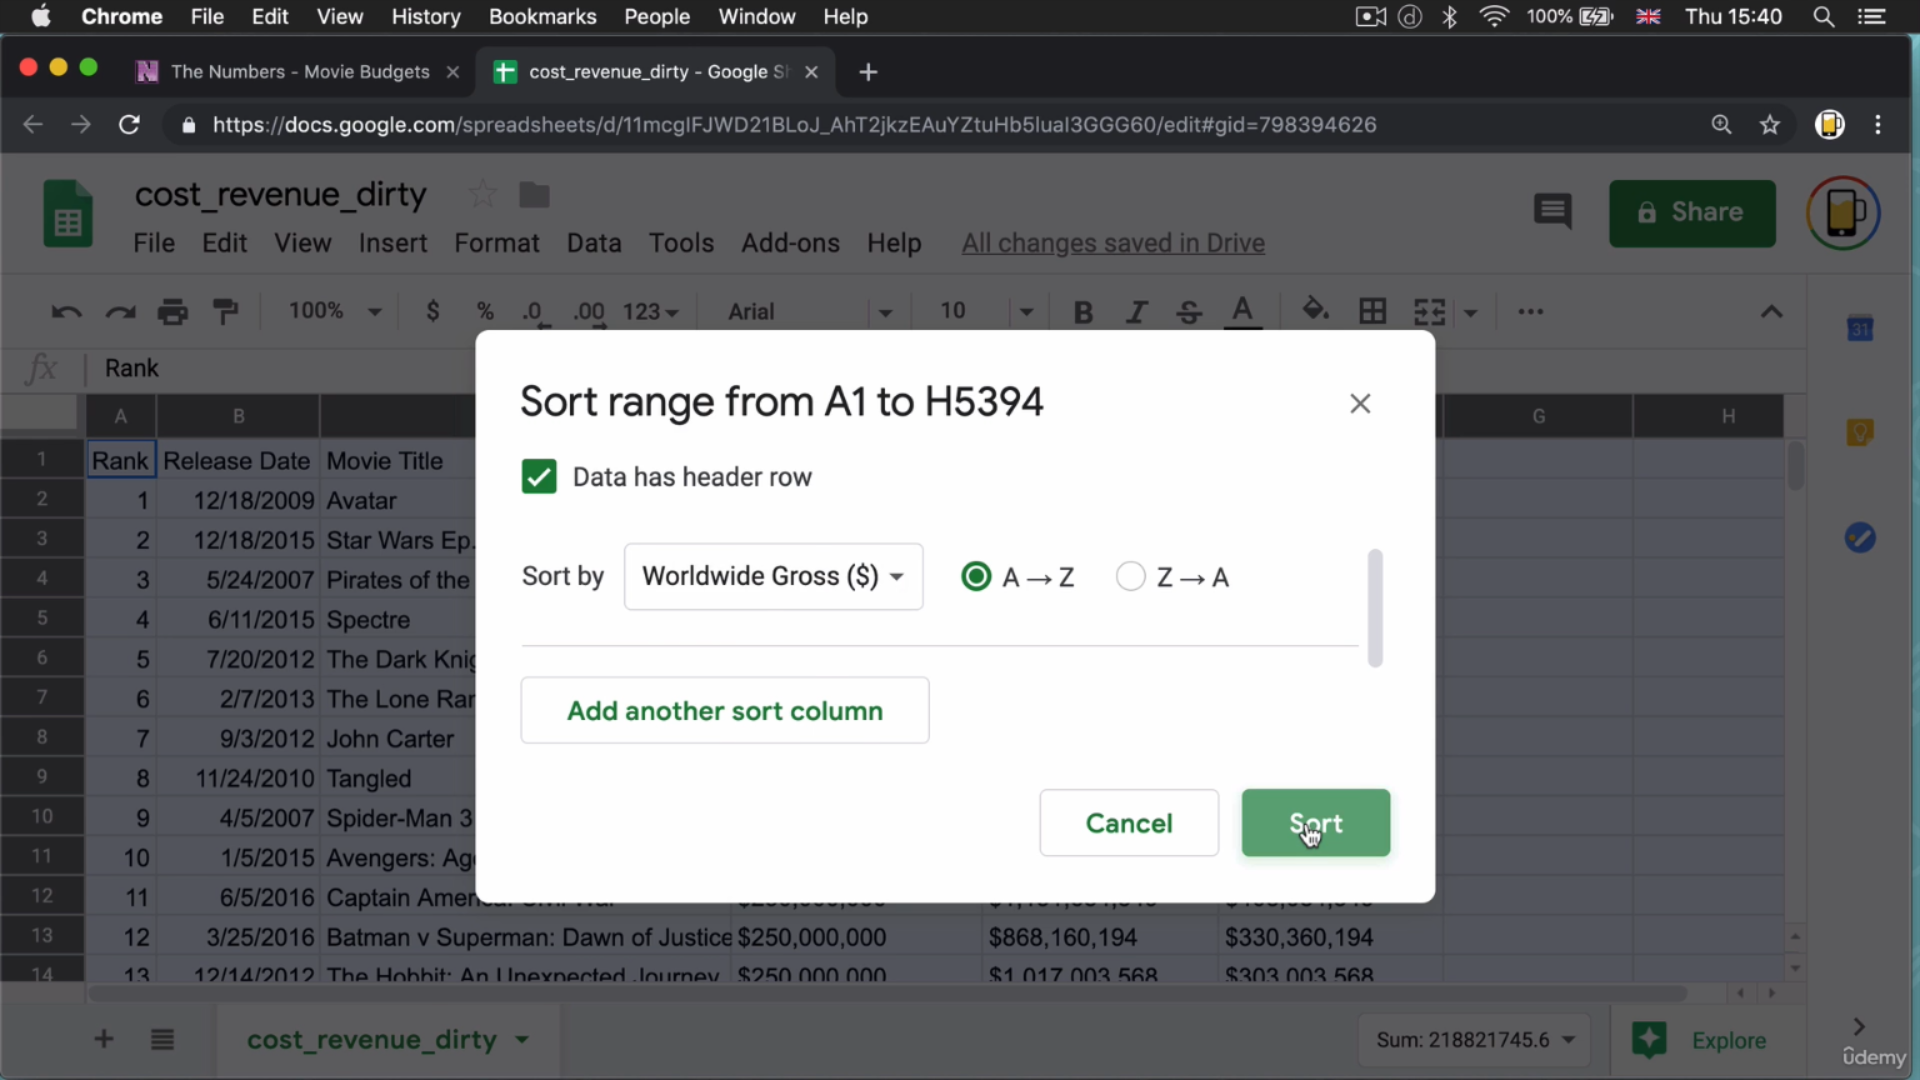 Chrome File Edit View History Bookmarks People Window Help 100% Thu 15:40
The Numbers - Movie Budgets cost_revenue_dirty - Google Sh
https://docs.google.com/spreadsheets/d/11mcgIFJWD21BLoJ_AhT2jkzEAuYZtuHb5lual3GGG60/edit#gid=798394626
cost_revenue_dirty
Share
File Edit View Insert Format Data Tools Add-ons Help All changes saved in Drive
100% $ % .0 .00 123 Arial 10 B I S A
31
fx Rank
Sort range from A1 to H5394
A B G H
1 Rank Release Date Movie Title
Data has header row
2 1 12/18/2009 Avatar
3 2 12/18/2015 Star Wars Ep.
4 3 5/24/2007 Pirates of the
Sort by Worldwide Gross ($) A → Z Z → A
5 4 6/11/2015 Spectre
6 5 7/20/2012 The Dark Knig
7 6 2/7/2013 The Lone Ran
Add another sort column
8 7 9/3/2012 John Carter
9 8 11/24/2010 Tangled
10 9 4/5/2007 Spider-Man 3
Cancel Sort
11 10 1/5/2015 Avengers: Age
12 11 6/5/2016 Captain America: Civil War
13 12 3/25/2016 Batman v Superman: Dawn of Justice $250,000,000 $868,160,194 $330,360,194
14 13 12/14/2012 The Hobbit: An Unexpected Journey $250,000,000 $1,017,003,568 $303,003,568
cost_revenue_dirty Sum: 218821745.6 Explore
ûdemy